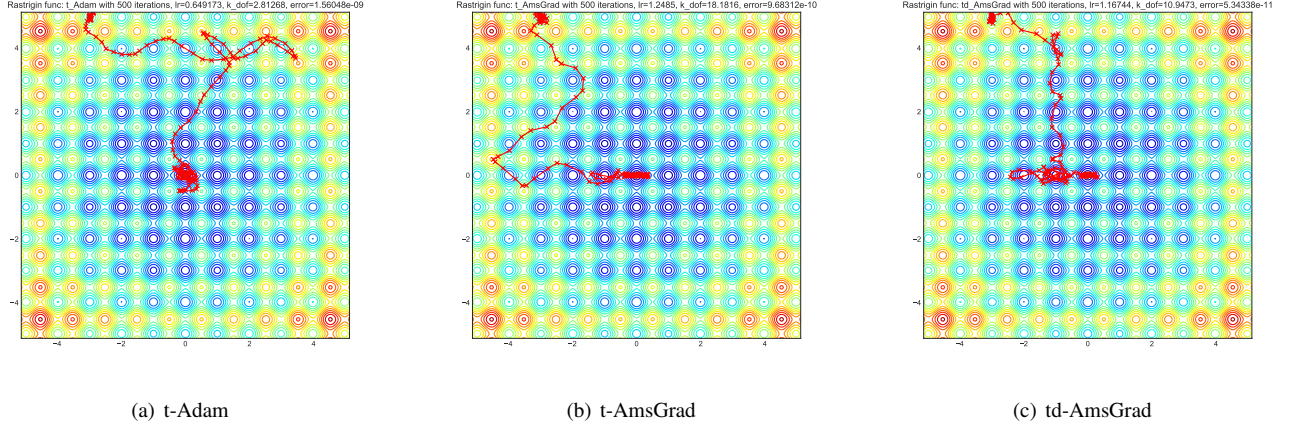 Rastrigin func: t_Adam with 500 iterations, lr=0.649173, k_dof=2.81268, error=1.56048e-09
Rastrigin func: t_AmsGrad with 500 iterations, lr=1.2485, k_dof=18.1816, error=9.68312e-10
Rastrigin func: td_AmsGrad with 500 iterations, lr=1.16744, k_dof=10.9473, error=5.34338e-11
4
2
0
−2
−4
−4 −2 0 2 4
4
2
0
−2
−4
−4 −2 0 2 4
4
2
0
−2
−4
−4 −2 0 2 4
(a) t-Adam
(b) t-AmsGrad
(c) td-AmsGrad